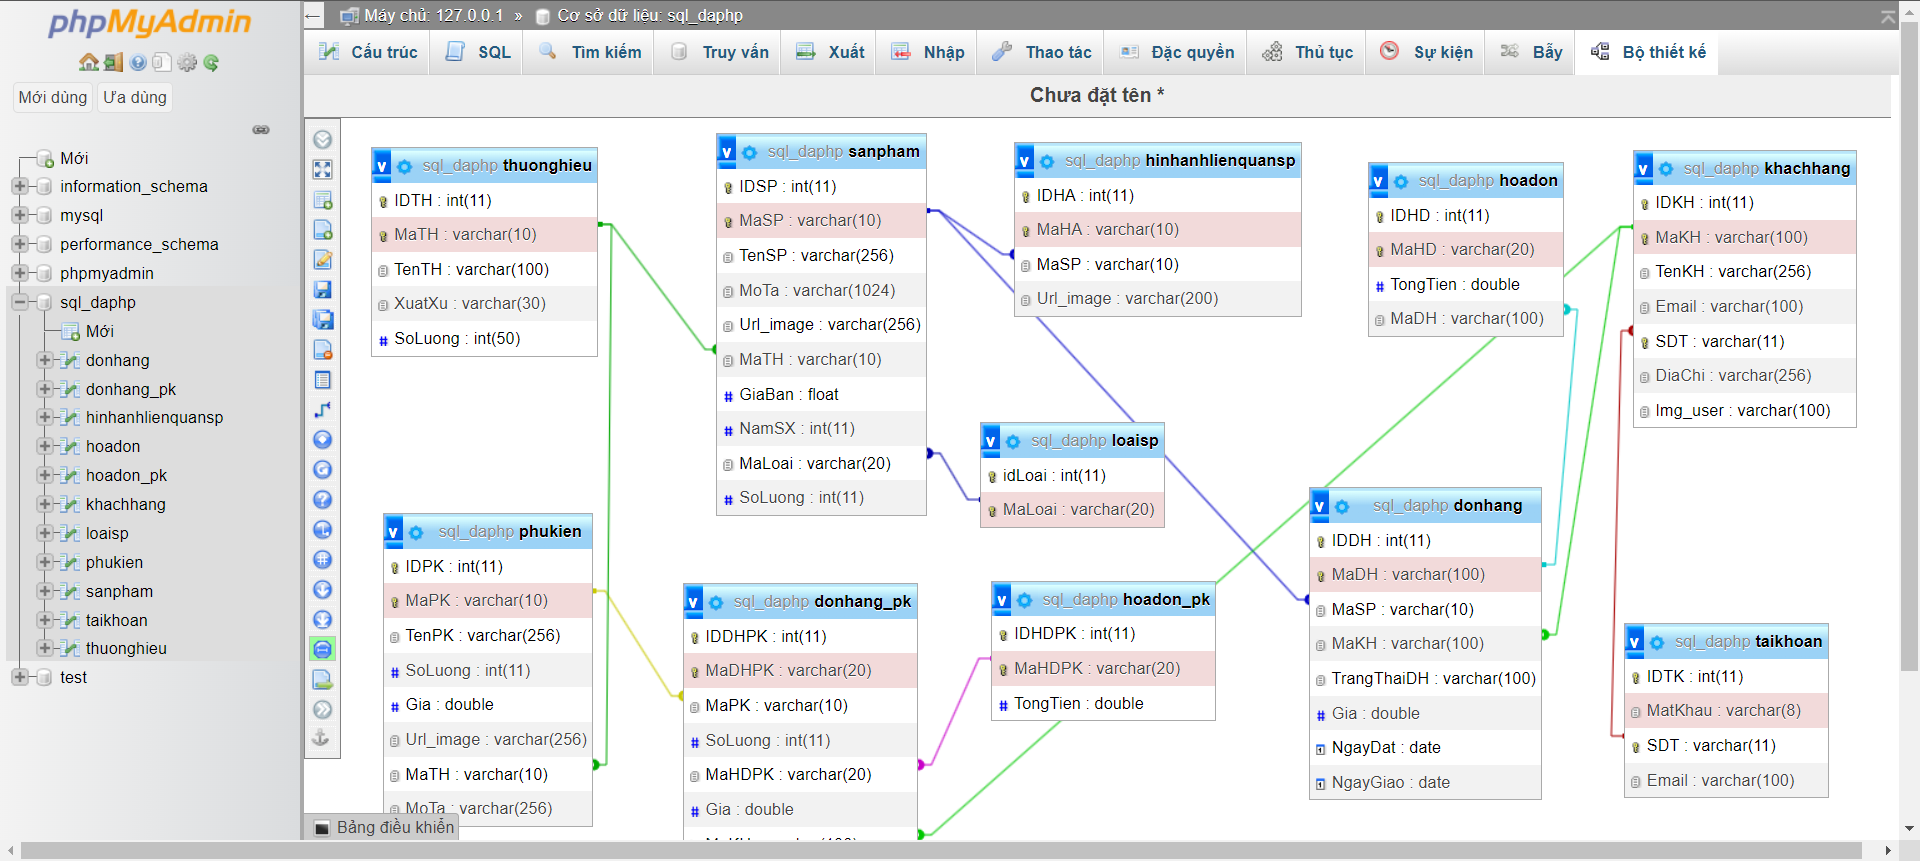 phpMyAdmin
Mới dùng
Ưa dùng
Mới
information_schema
mysql
performance_schema
phpmyadmin
sql_daphp
Mới
donhang
donhang_pk
hinhanhlienquansp
hoadon
hoadon_pk
khachhang
loaisp
phukien
sanpham
taikhoan
thuonghieu
test
Máy chủ: 127.0.0.1 » Cơ sở dữ liệu: sql_daphp
Cấu trúc
SQL
Tìm kiếm
Truy vấn
Xuất
Nhập
Thao tác
Đặc quyền
Thủ tục
Sự kiện
Bẫy
Bộ thiết kế
Chưa đặt tên *
v sql_daphp thuonghieu
IDTH : int(11)
MaTH : varchar(10)
TenTH : varchar(100)
XuatXu : varchar(30)
# SoLuong : int(50)
v sql_daphp sanpham
IDSP : int(11)
MaSP : varchar(10)
TenSP : varchar(256)
MoTa : varchar(1024)
Url_image : varchar(256)
MaTH : varchar(10)
# GiaBan : float
# NamSX : int(11)
MaLoai : varchar(20)
# SoLuong : int(11)
v sql_daphp hinhanhlienquansp
IDHA : int(11)
MaHA : varchar(10)
MaSP : varchar(10)
Url_image : varchar(200)
v sql_daphp hoadon
IDHD : int(11)
MaHD : varchar(20)
# TongTien : double
MaDH : varchar(100)
v sql_daphp khachhang
IDKH : int(11)
MaKH : varchar(100)
TenKH : varchar(256)
Email : varchar(100)
SDT : varchar(11)
DiaChi : varchar(256)
Img_user : varchar(100)
v sql_daphp loaisp
idLoai : int(11)
MaLoai : varchar(20)
v sql_daphp phukien
IDPK : int(11)
MaPK : varchar(10)
TenPK : varchar(256)
# SoLuong : int(11)
# Gia : double
Url_image : varchar(256)
MaTH : varchar(10)
MoTa : varchar(256)
v sql_daphp donhang_pk
IDDHPK : int(11)
MaDHPK : varchar(20)
MaPK : varchar(10)
# SoLuong : int(11)
MaHDPK : varchar(20)
# Gia : double
v sql_daphp hoadon_pk
IDHDPK : int(11)
MaHDPK : varchar(20)
# TongTien : double
v sql_daphp donhang
IDDH : int(11)
MaDH : varchar(100)
MaSP : varchar(10)
MaKH : varchar(100)
TrangThaiDH : varchar(100)
# Gia : double
NgayDat : date
NgayGiao : date
v sql_daphp taikhoan
IDTK : int(11)
MatKhau : varchar(8)
SDT : varchar(11)
Email : varchar(100)
Bảng điều khiển